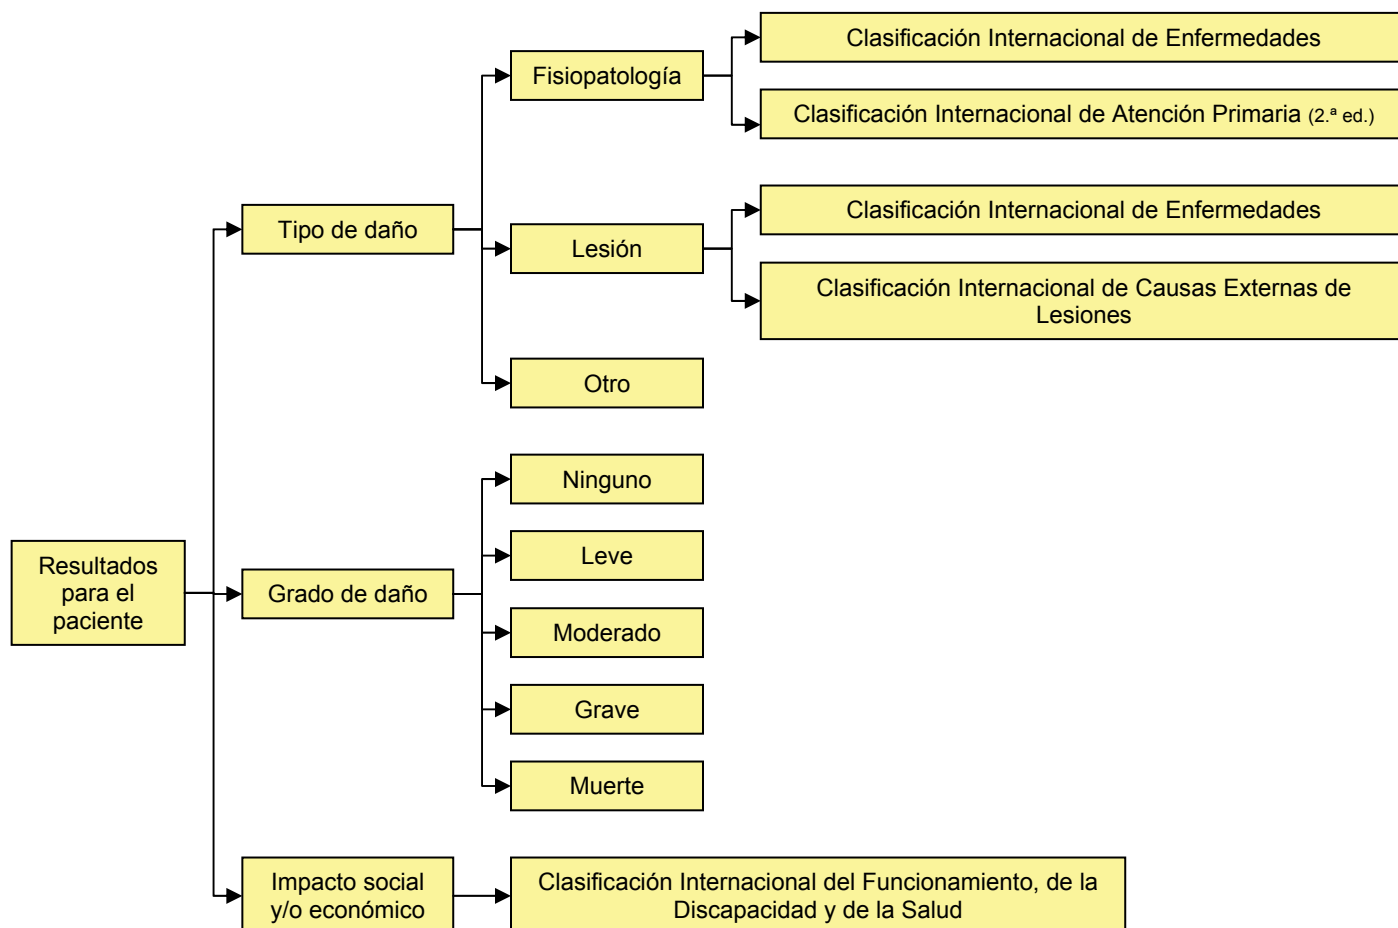 Clasificación Internacional de Enfermedades
Fisiopatología
Clasificación Internacional de Atención Primaria (2.ª ed.)
Clasificación Internacional de Enfermedades
Tipo de daño
Lesión
Clasificación Internacional de Causas Externas de
Lesiones
Otro
Ninguno
Leve
Resultados
para el
paciente
Grado de daño
Moderado
Grave
Muerte
Impacto social
y/o económico
Clasificación Internacional del Funcionamiento, de la
Discapacidad y de la Salud